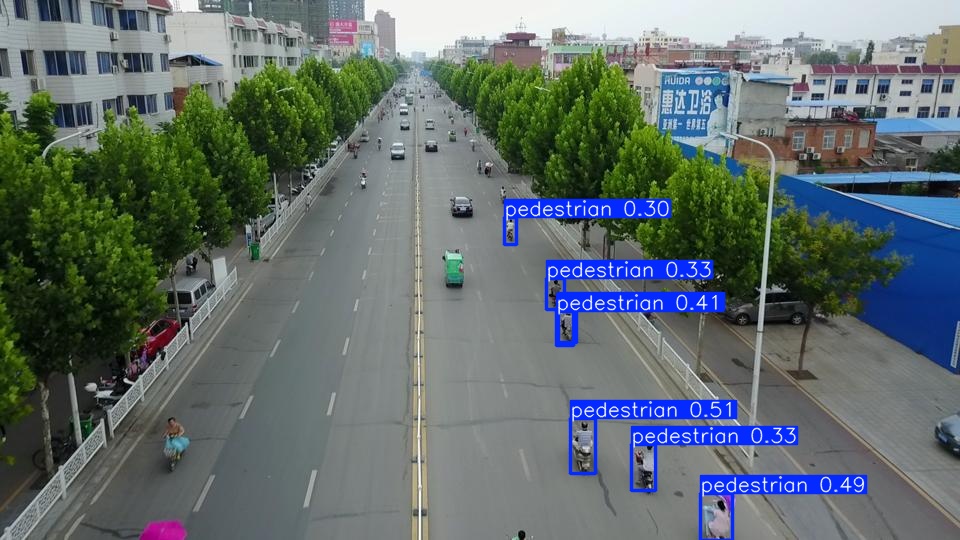 HUIDA
惠达卫浴
pedestrian 0.30
pedestrian 0.33
pedestrian 0.41
pedestrian 0.51
pedestrian 0.33
pedestrian 0.49